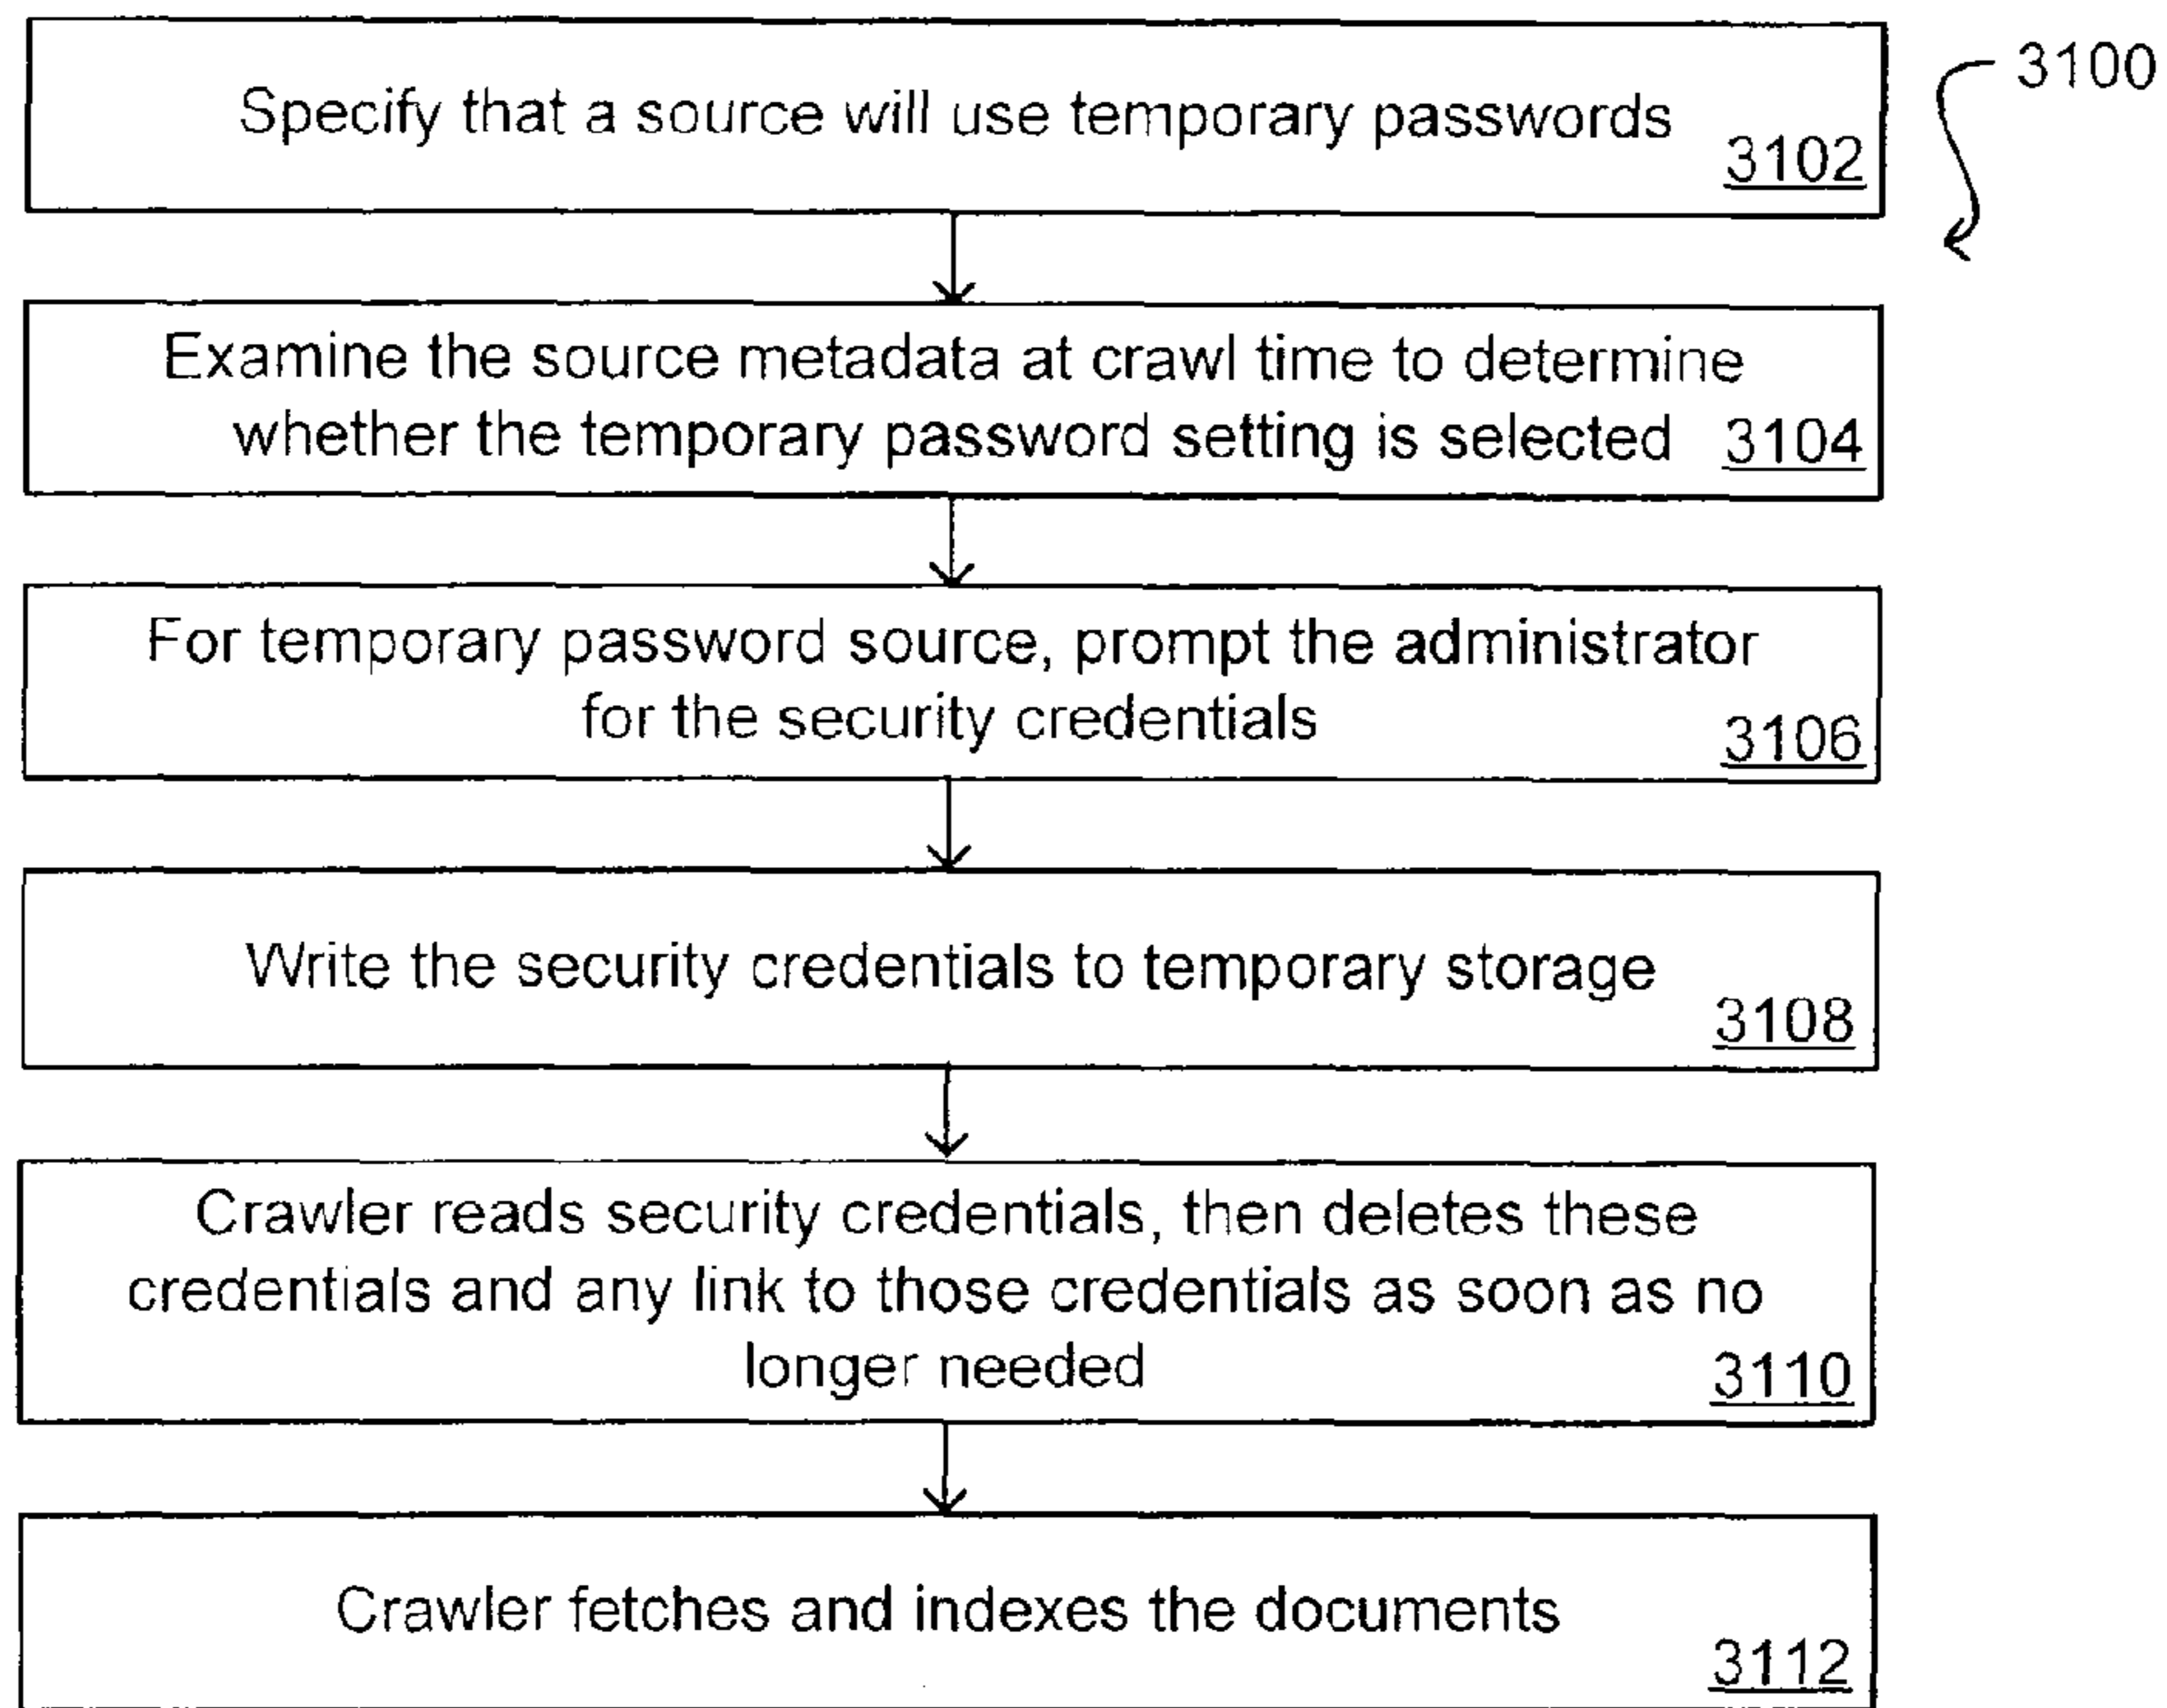 3100
Specify that a source will use temporary passwords
3102
Examine the source metadata at crawl time to determine
whether the temporary password setting is selected 3104
For temporary password source, prompt the administrator
for the security credentials
3106
Write the security credentials to temporary storage
3108
Crawler reads security credentials, then deletes these
credentials and any link to those credentials as soon as no
longer needed 3110
Crawler fetches and indexes the documents
3112